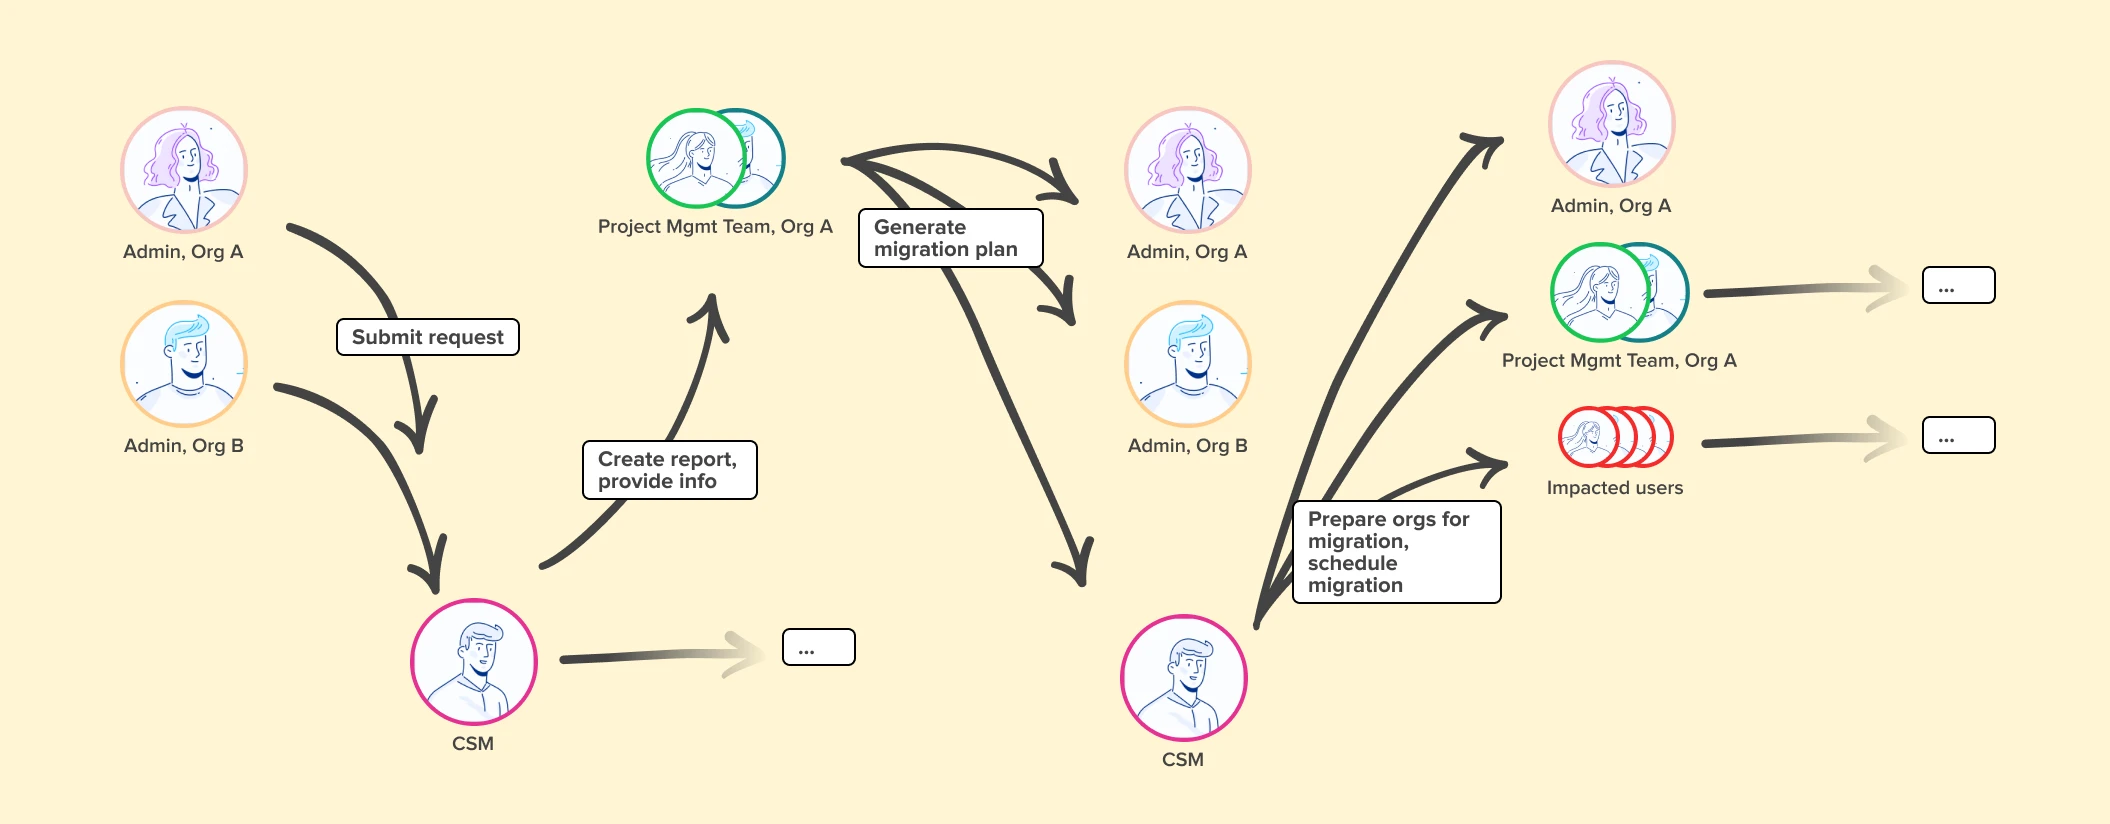 Admin, Org A
Admin, Org B
Submit request
CSM
Create report,
provide info
...
Project Mgmt Team, Org A
Generate
migration plan
Admin, Org A
Admin, Org B
CSM
Prepare orgs for
migration,
schedule
migration
Admin, Org A
Project Mgmt Team, Org A
...
Impacted users
...